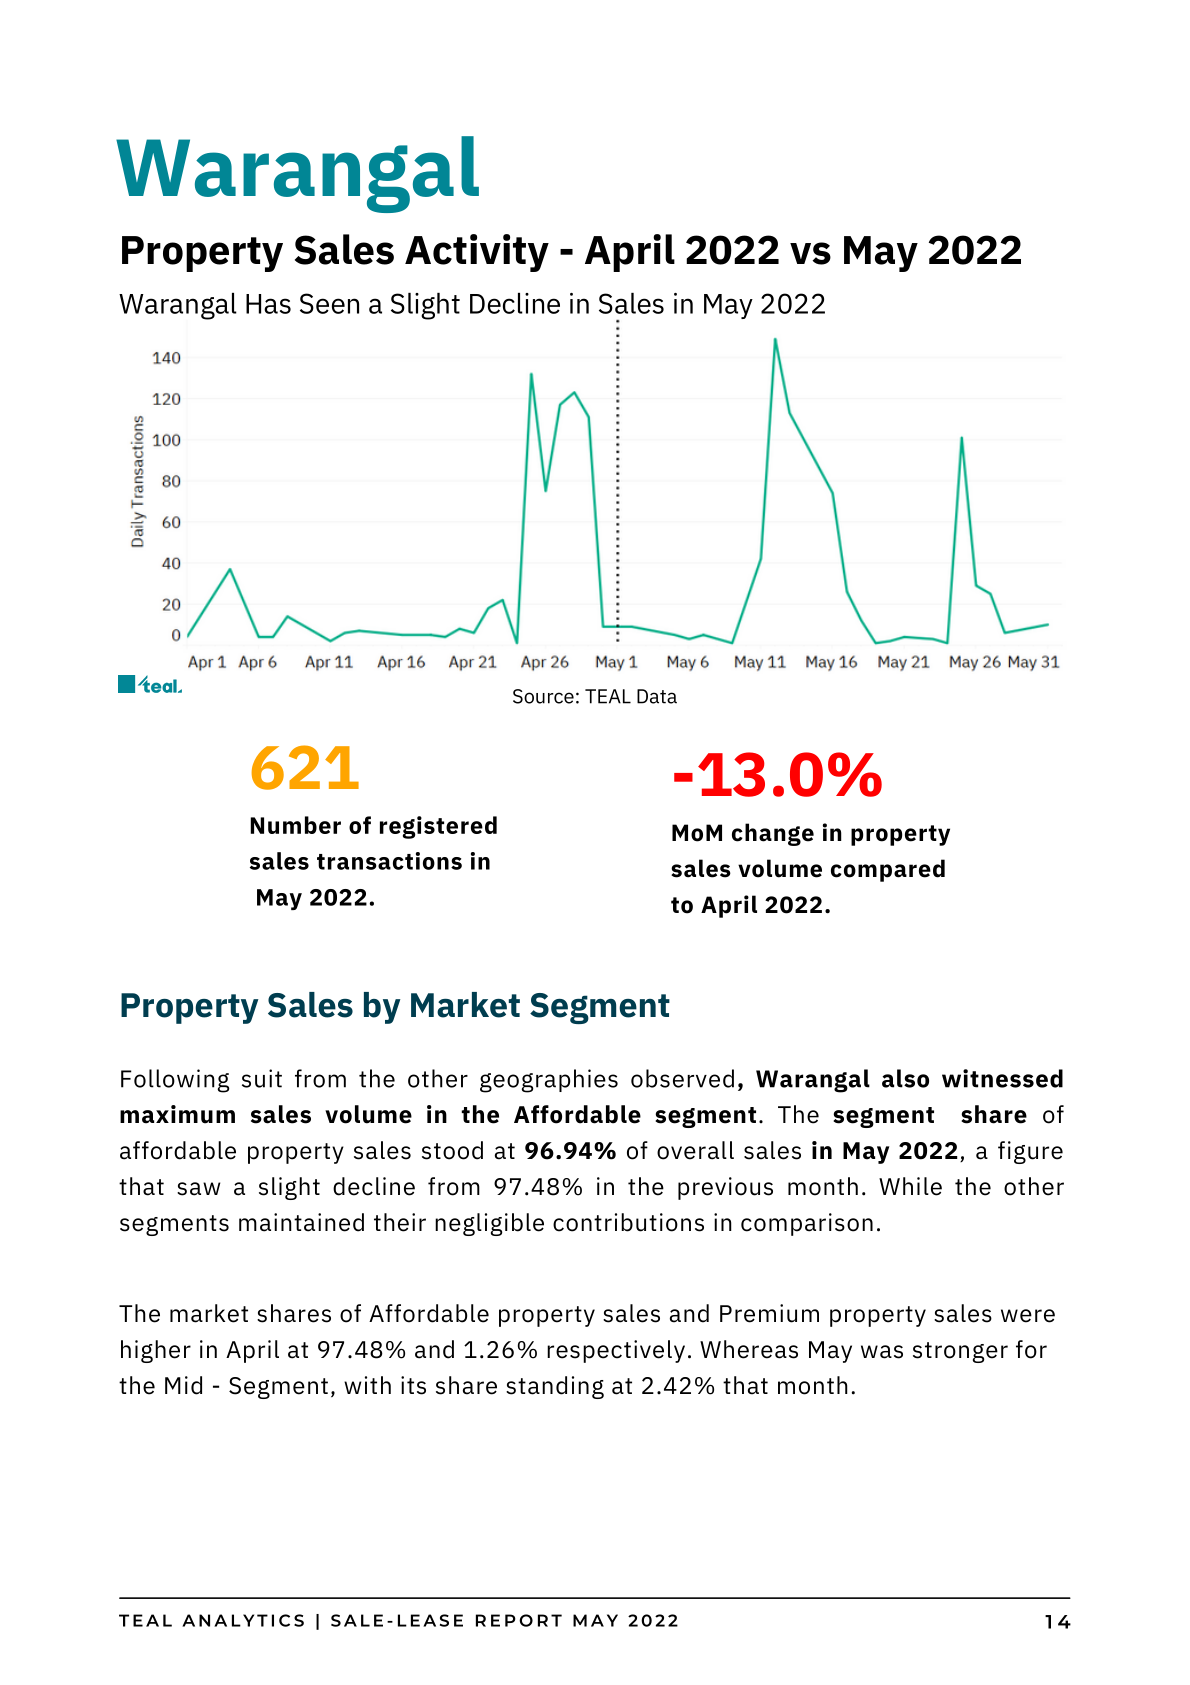 Warangal
Property Sales Activity - April 2022 vs May 2022
Warangal Has Seen a Slight Decline in Sales in May 2022
140
120
100
80
60
40
20
0
Daily Transactions
Apr 1 Apr 6 Apr 11 Apr 16 Apr 21 Apr 26 May 1 May 6 May 11 May 16 May 21 May 26 May 31
teal.
Source: TEAL Data
621
Number of registered
sales transactions in
May 2022.
-13.0%
MoM change in property
sales volume compared
to April 2022.
Property Sales by Market Segment
Following suit from the other geographies observed, Warangal also witnessed
maximum sales volume in the Affordable segment. The segment share of
affordable property sales stood at 96.94% of overall sales in May 2022, a figure
that saw a slight decline from 97.48% in the previous month. While the other
segments maintained their negligible contributions in comparison.
The market shares of Affordable property sales and Premium property sales were
higher in April at 97.48% and 1.26% respectively. Whereas May was stronger for
the Mid - Segment, with its share standing at 2.42% that month.
TEAL ANALYTICS | SALE-LEASE REPORT MAY 2022
14